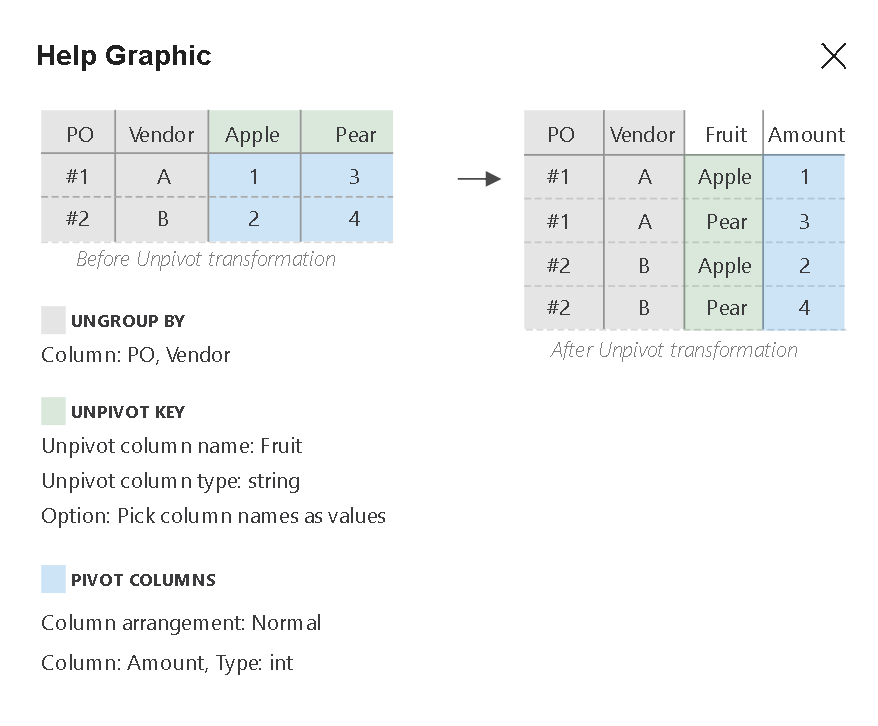 Help Graphic
PO Vendor Apple Pear
#1 A 1 3
#2 B 2 4
Before Unpivot transformation
PO Vendor Fruit Amount
#1 A Apple 1
#1 A Pear 3
#2 B Apple 2
#2 B Pear 4
After Unpivot transformation
UNGROUP BY
Column: PO, Vendor
UNPIVOT KEY
Unpivot column name: Fruit
Unpivot column type: string
Option: Pick column names as values
PIVOT COLUMNS
Column arrangement: Normal
Column: Amount, Type: int